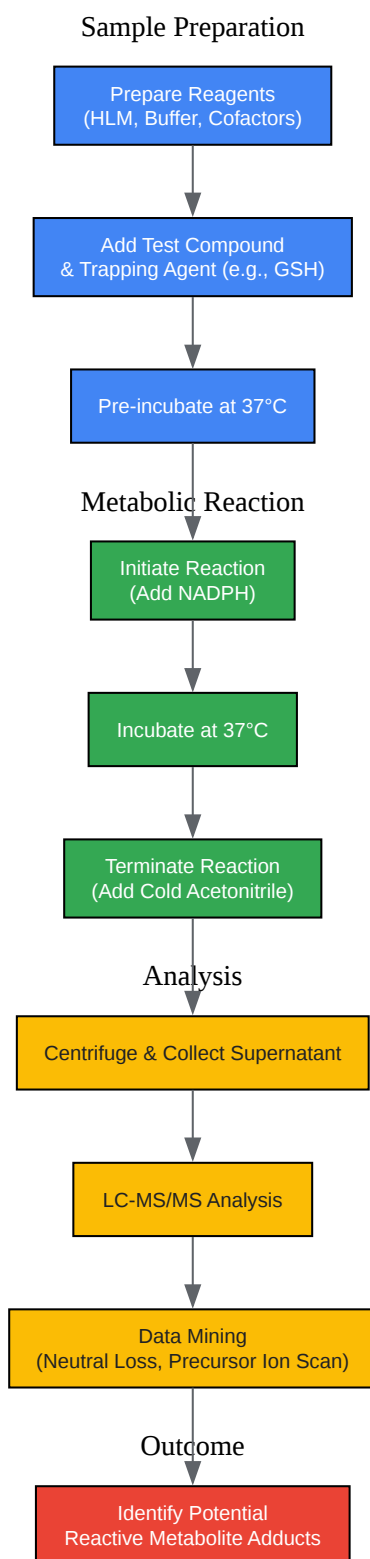 Sample Preparation
Prepare Reagents
(HLM, Buffer, Cofactors)
Add Test Compound
& Trapping Agent (e.g., GSH)
Pre-incubate at 37°C
Metabolic Reaction
Initiate Reaction
(Add NADPH)
Incubate at 37°C
Terminate Reaction
(Add Cold Acetonitrile)
Analysis
Centrifuge & Collect Supernatant
LC-MS/MS Analysis
Data Mining
(Neutral Loss, Precursor Ion Scan)
Outcome
Identify Potential
Reactive Metabolite Adducts